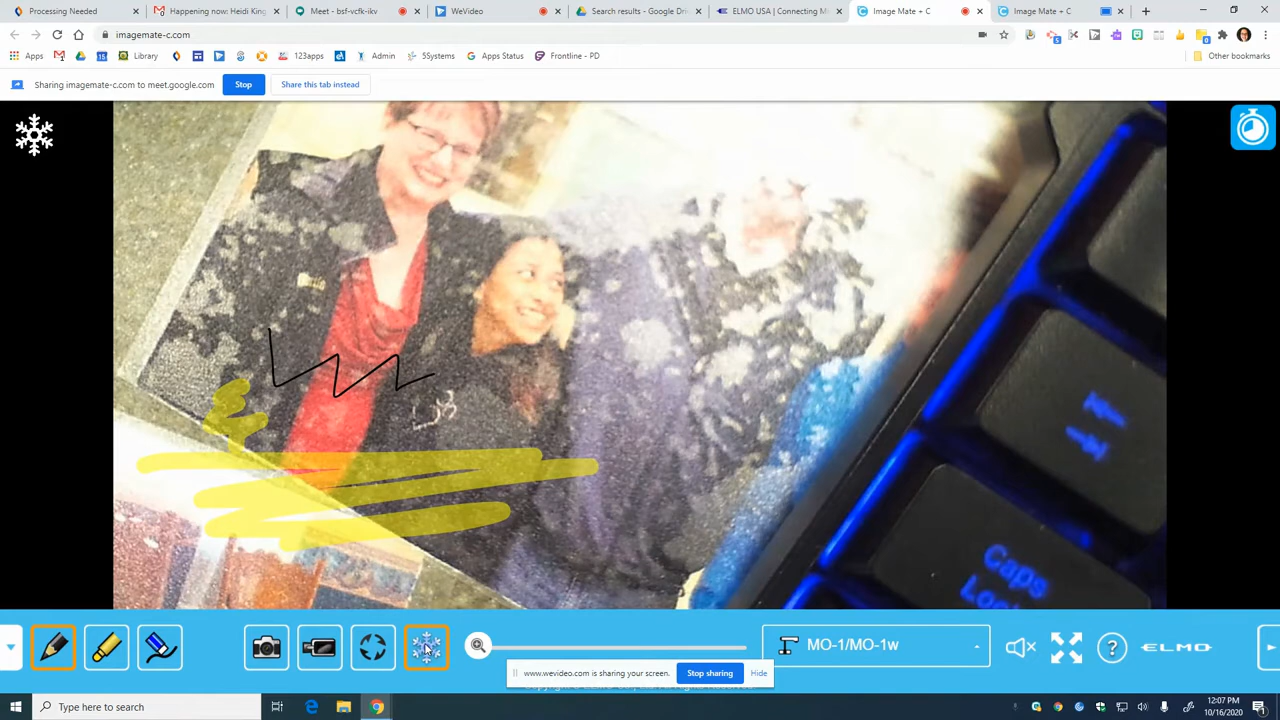 Processing Needed
Happening now: Heidi King
Meet - bsf-vcfk-ikv
WeVideo
Search results - Google Dri
ELMO USA | Connecting M
Image Mate + C
Image Mate + C
imagemate-c.com
Apps
Library
123apps
Admin
5Systems
Apps Status
Frontline - PD
Other bookmarks
Sharing imagemate-c.com to meet.google.com
Stop
Share this tab instead
Caps
MO-1/MO-1w
ELMO
www.wevideo.com is sharing your screen.
Stop sharing
Hide
Type here to search
12:07 PM
10/16/2020